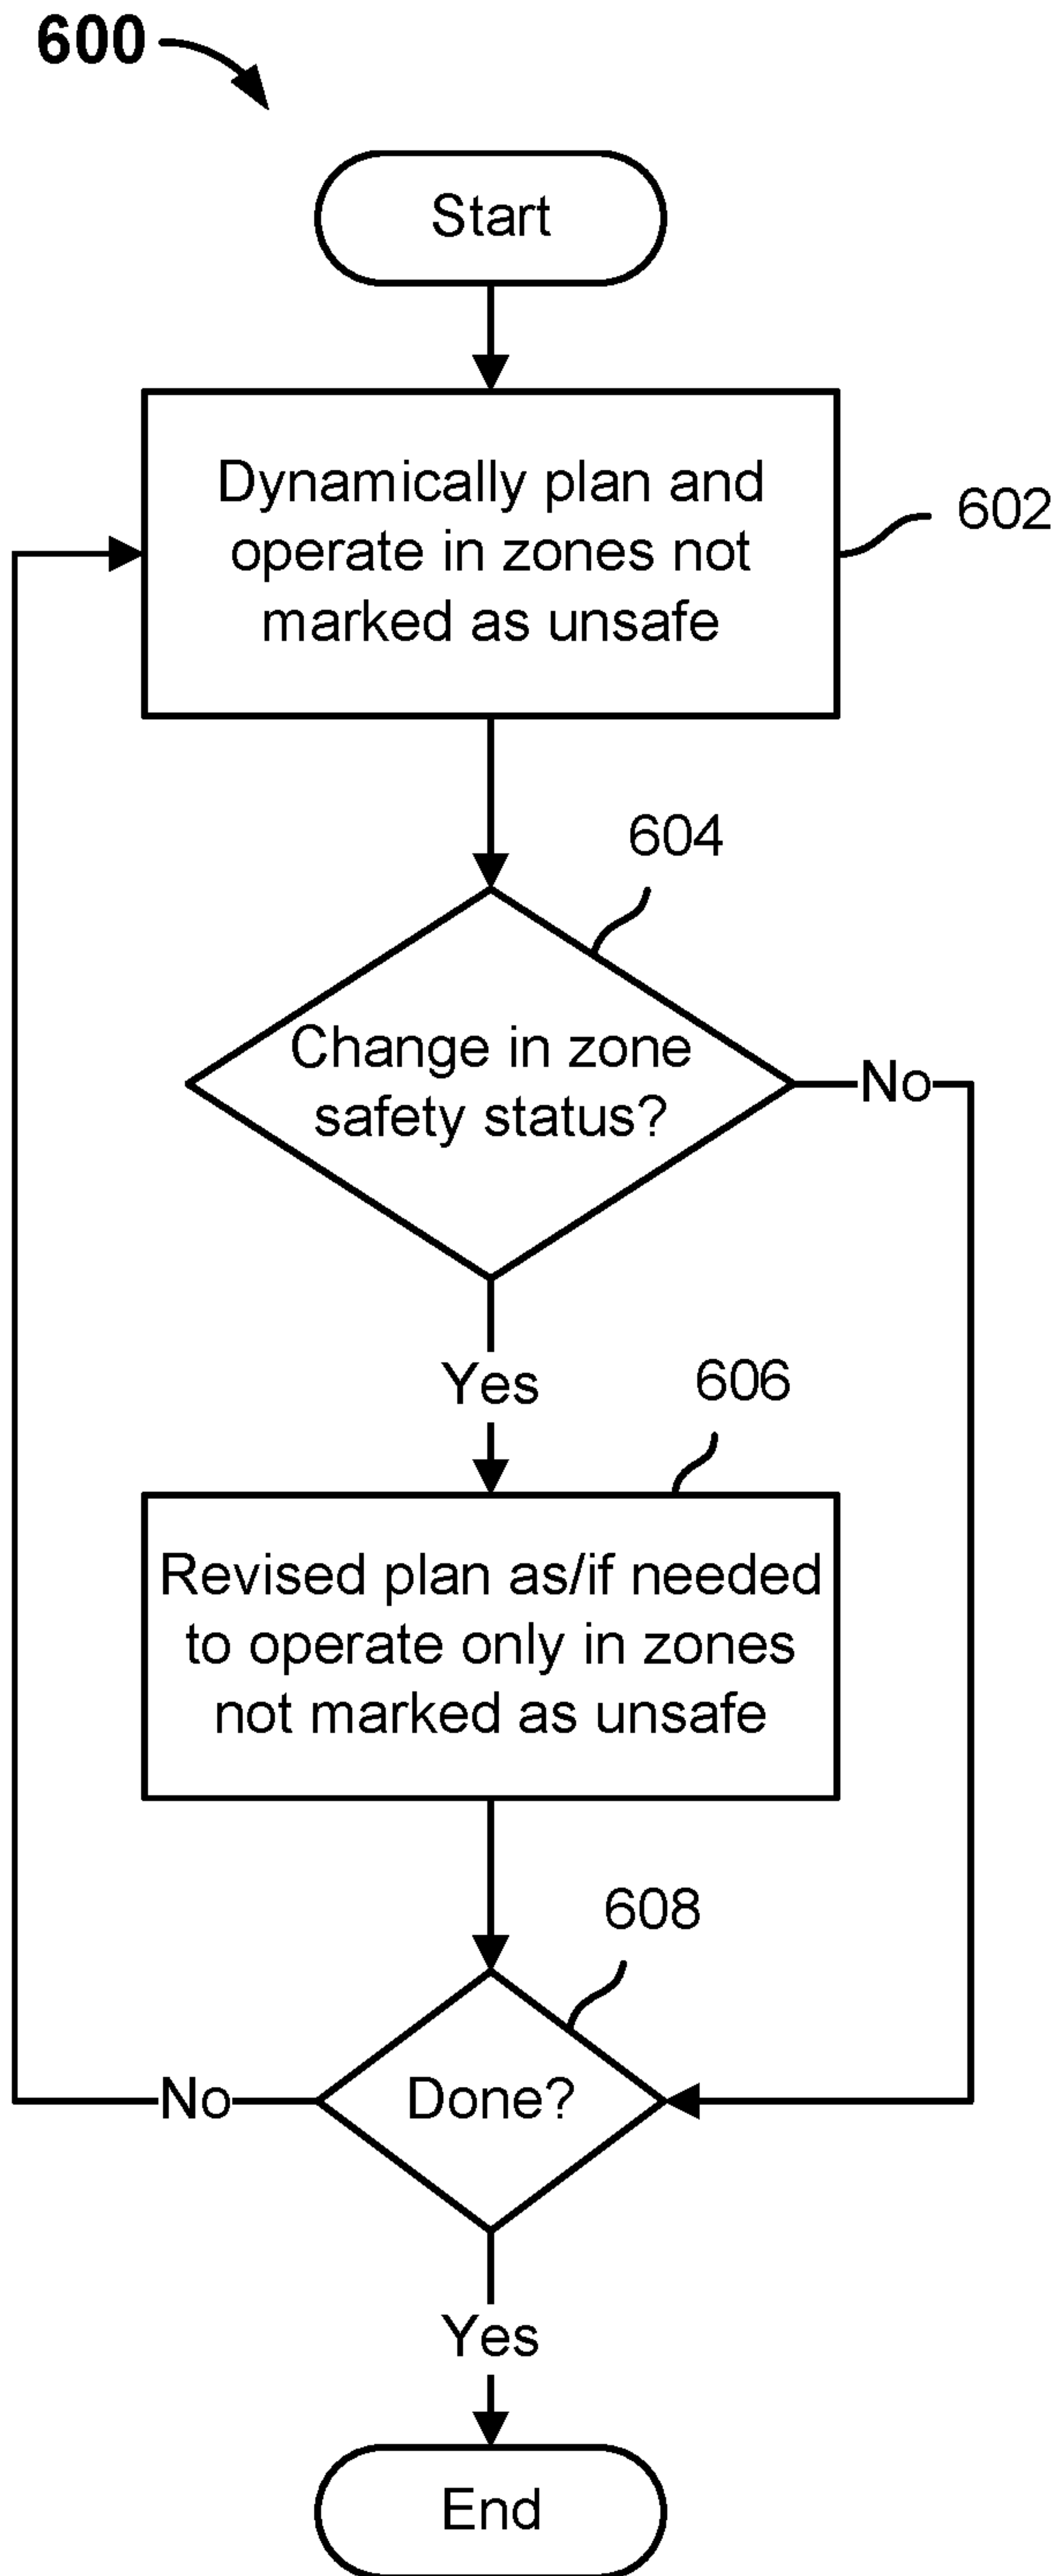 600
Start
Dynamically plan and
operate in zones not
marked as unsafe
602
604
Change in zone
safety status?
No
Yes
606
Revised plan as/if needed
to operate only in zones
not marked as unsafe
608
Done?
No
Yes
End